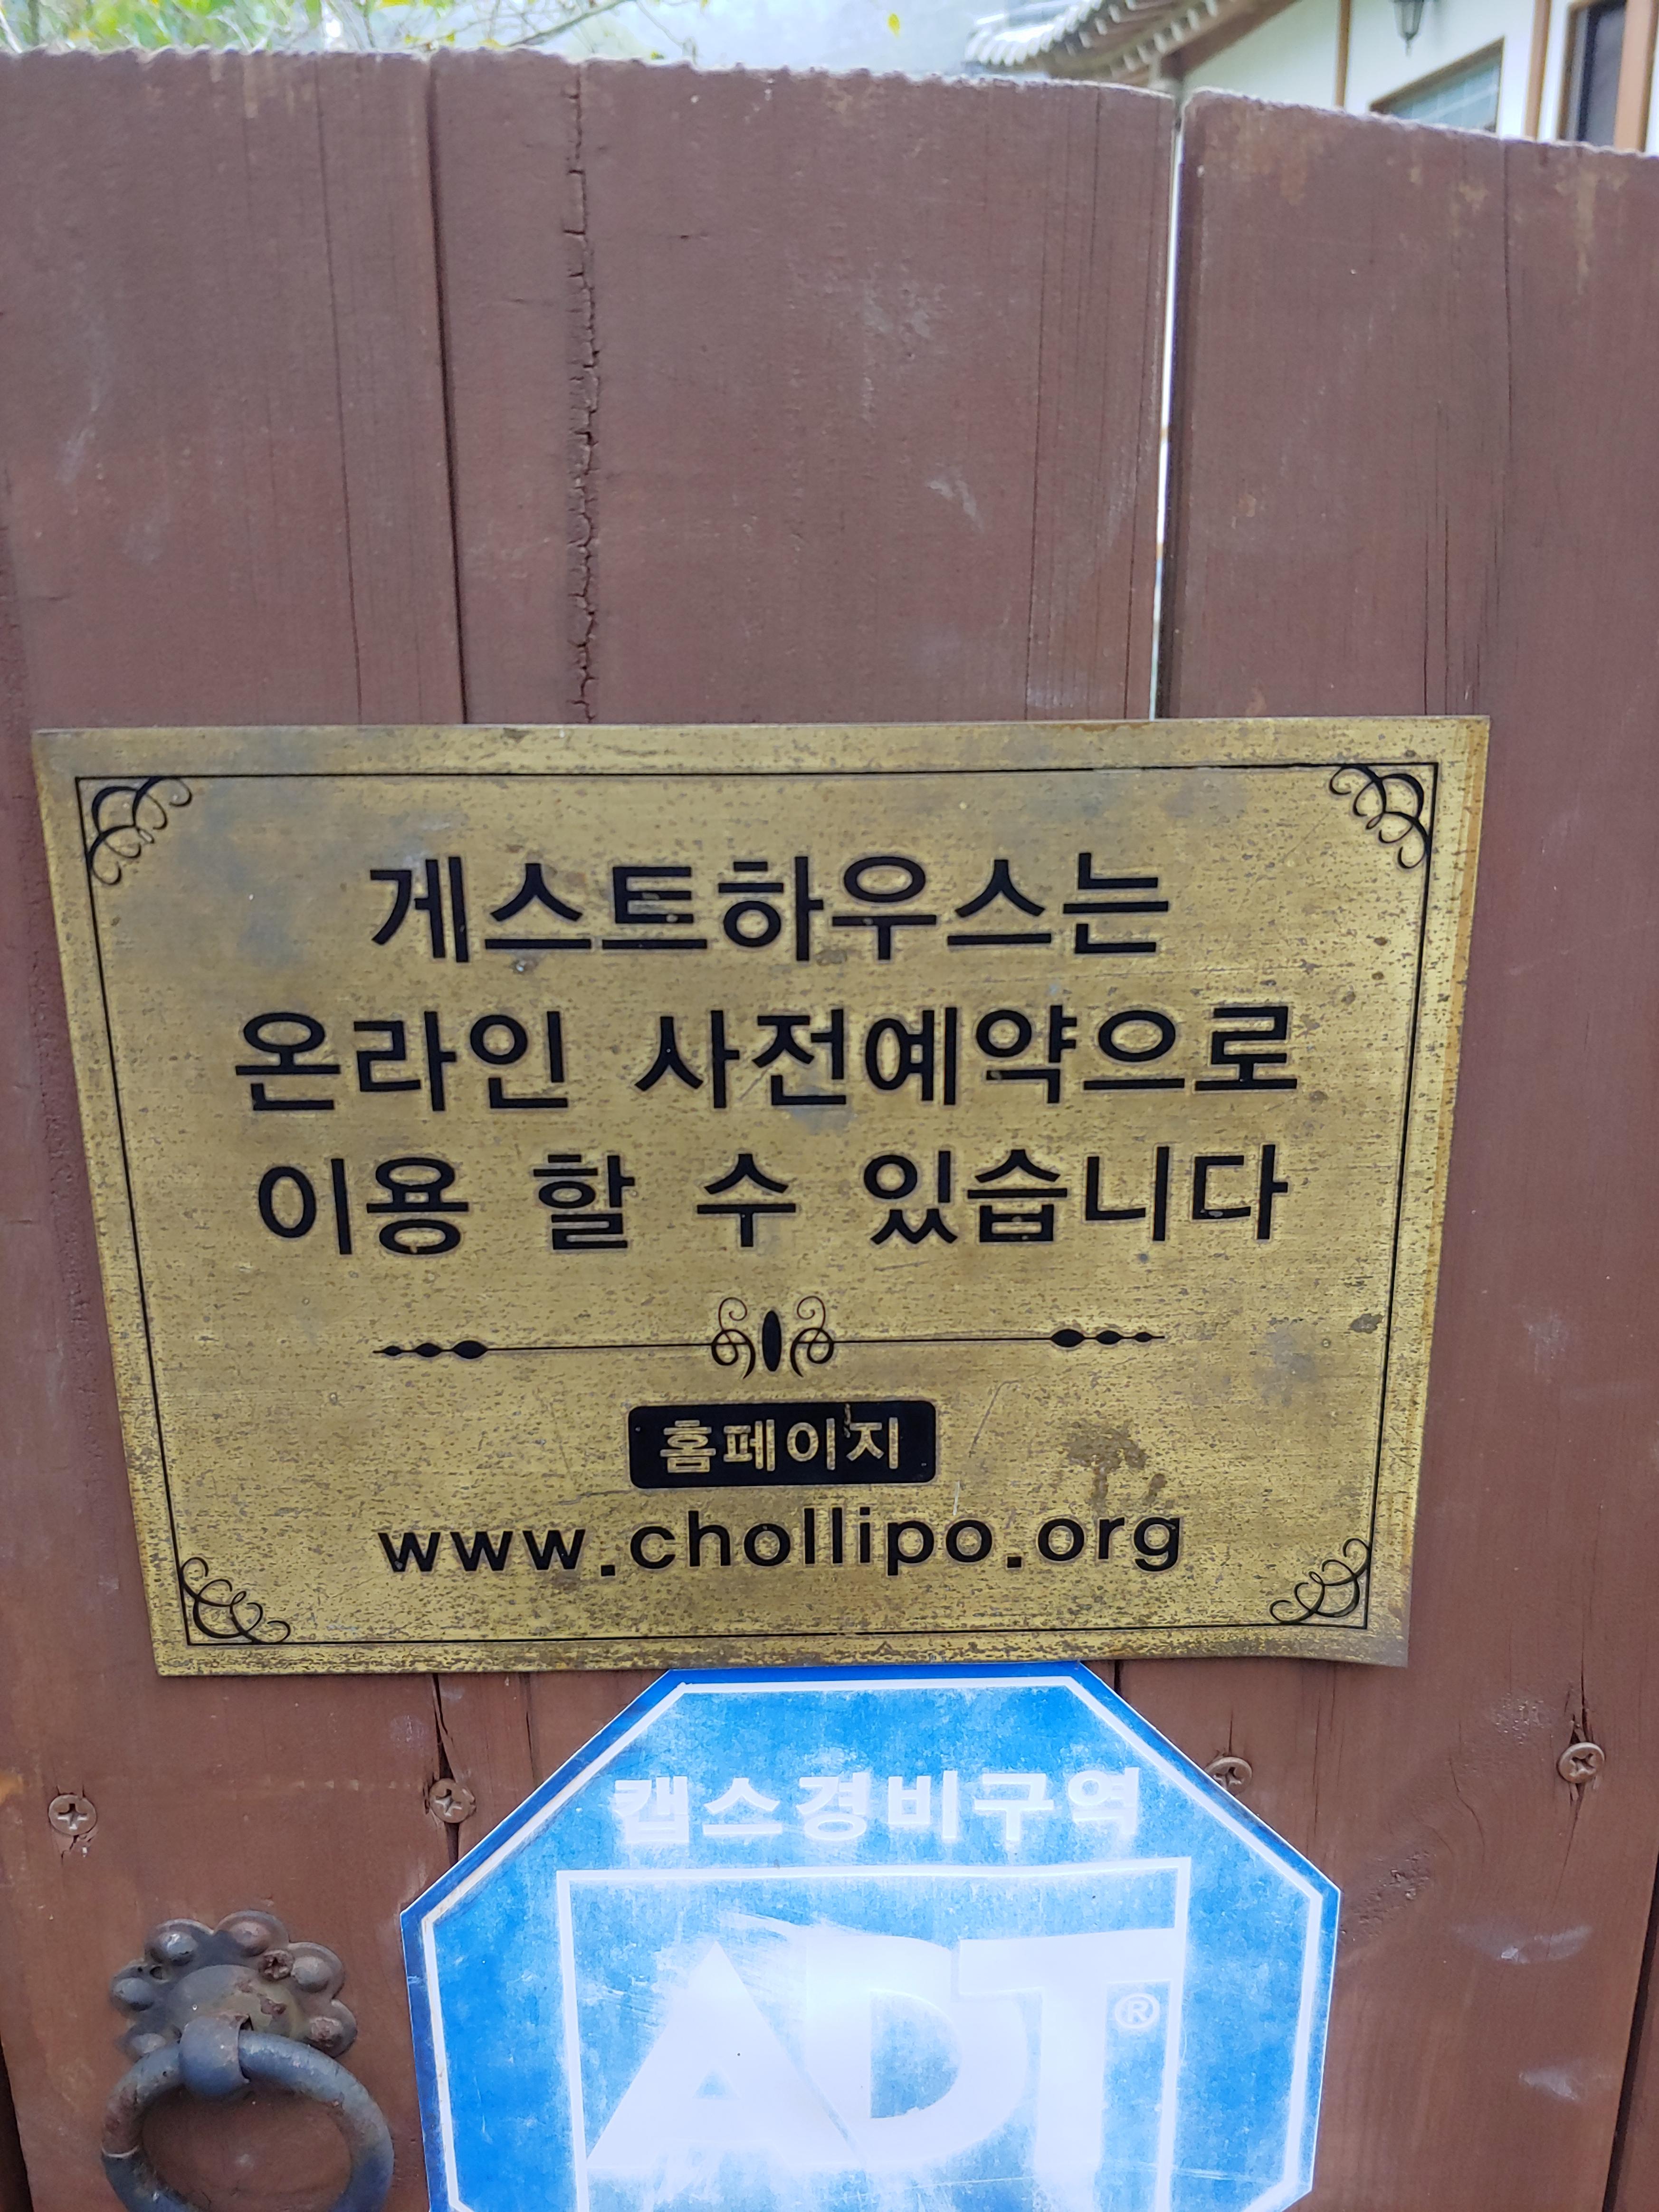 게스트하우스는
온라인 사전예약으로
이용 할 수 있습니다
홈페이지
www.chollipo.org
캡스경비구역
ADT®